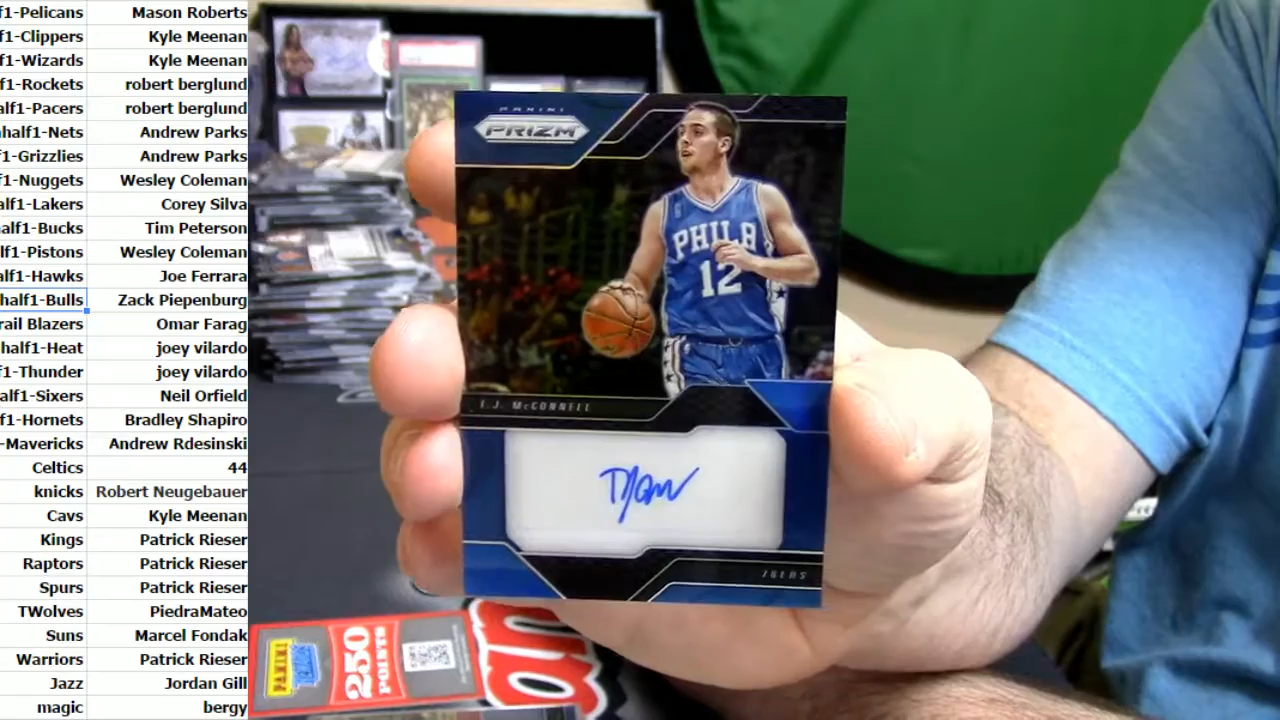 f1-Pelicans Mason Roberts
f1-Clippers Kyle Meenan
f1-Wizards Kyle Meenan
f1-Rockets robert berglund
alf1-Pacers robert berglund
half1-Nets Andrew Parks
f1-Grizzlies Andrew Parks
f1-Nuggets Wesley Coleman
alf1-Lakers Corey Silva
alf1-Bucks Tim Peterson
lf1-Pistons Wesley Coleman
alf1-Hawks Joe Ferrara
half1-Bulls Zack Piepenburg
rail Blazers Omar Farag
half1-Heat joey vilardo
f1-Thunder joey vilardo
alf1-Sixers Neil Orfield
f1-Hornets Bradley Shapiro
-Mavericks Andrew Rdesinski
Celtics 44
knicks Robert Neugebauer
Cavs Kyle Meenan
Kings Patrick Rieser
Raptors Patrick Rieser
Spurs Patrick Rieser
TWolves PiedraMateo
Suns Marcel Fondak
Warriors Patrick Rieser
Jazz Jordan Gill
magic bergy
PANINI
PRIZM
PHILA
12
T.J. McCONNELL
76ERS
PANINI
250
POINTS
an